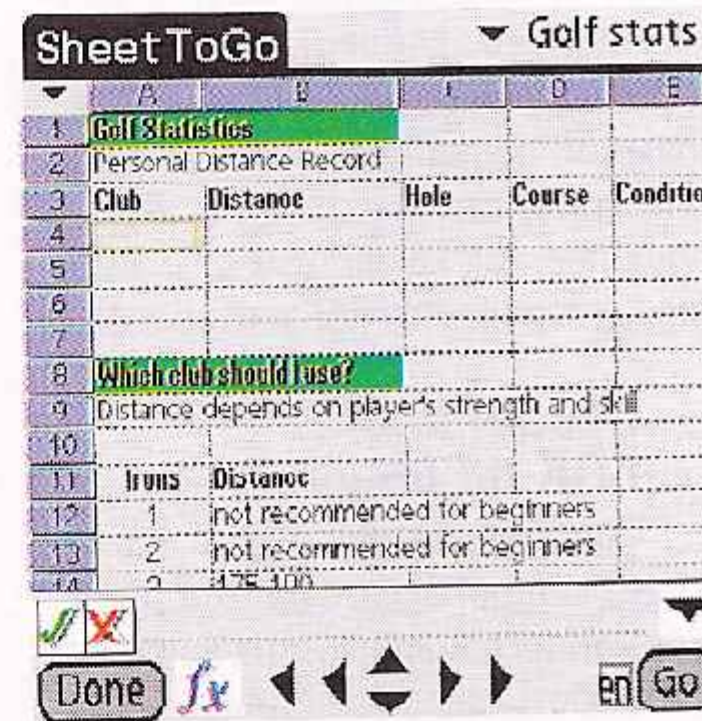 SheetToGo Golf stats
A B D E
1 Golf Statistics
2 Personal Distance Record
3 Club Distance Hole Course Conditio
4
5
6
7
8 Which club should I use?
9 Distance depends on player's strength and skill
10
11 Irons Distance
12 1 not recommended for beginners
13 2 not recommended for beginners
Done fx en Go